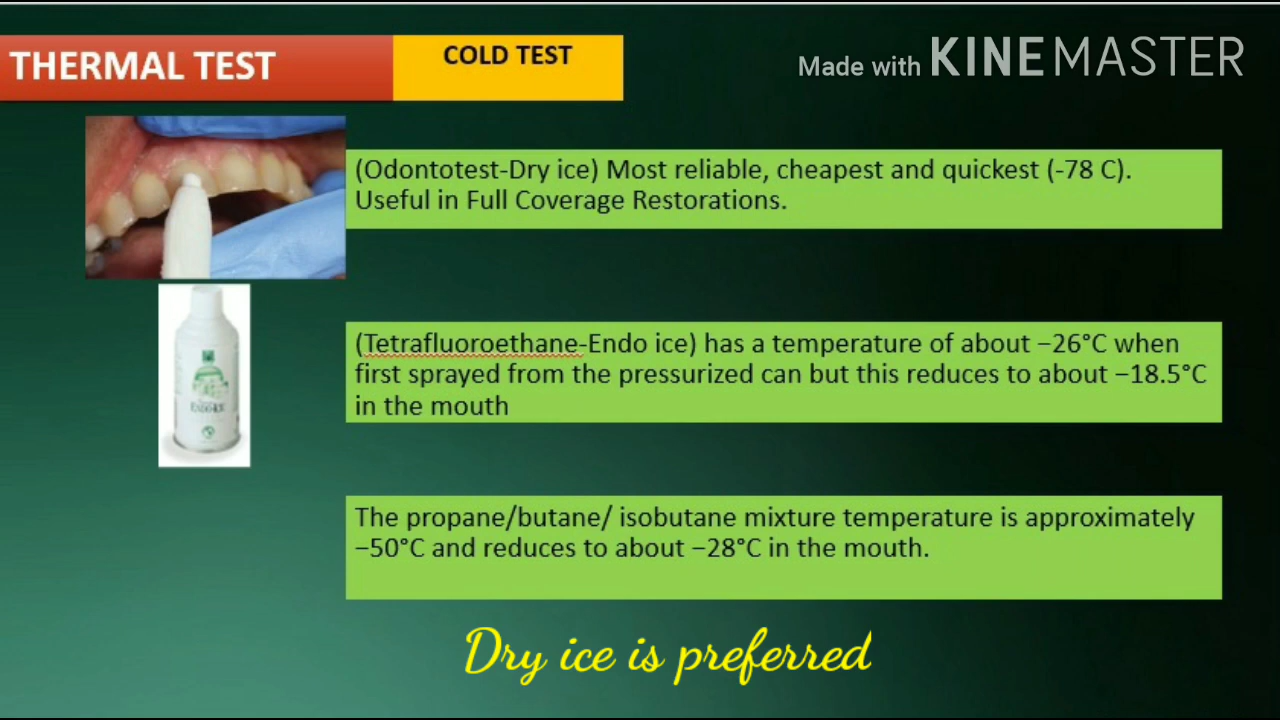 THERMAL TEST
COLD TEST
Made with KINEMASTER
(Odontotest-Dry ice) Most reliable, cheapest and quickest (-78 C).
Useful in Full Coverage Restorations.
(Tetrafluoroethane-Endo ice) has a temperature of about −26°C when
first sprayed from the pressurized can but this reduces to about −18.5°C
in the mouth
The propane/butane/ isobutane mixture temperature is approximately
−50°C and reduces to about −28°C in the mouth.
Dry ice is preferred